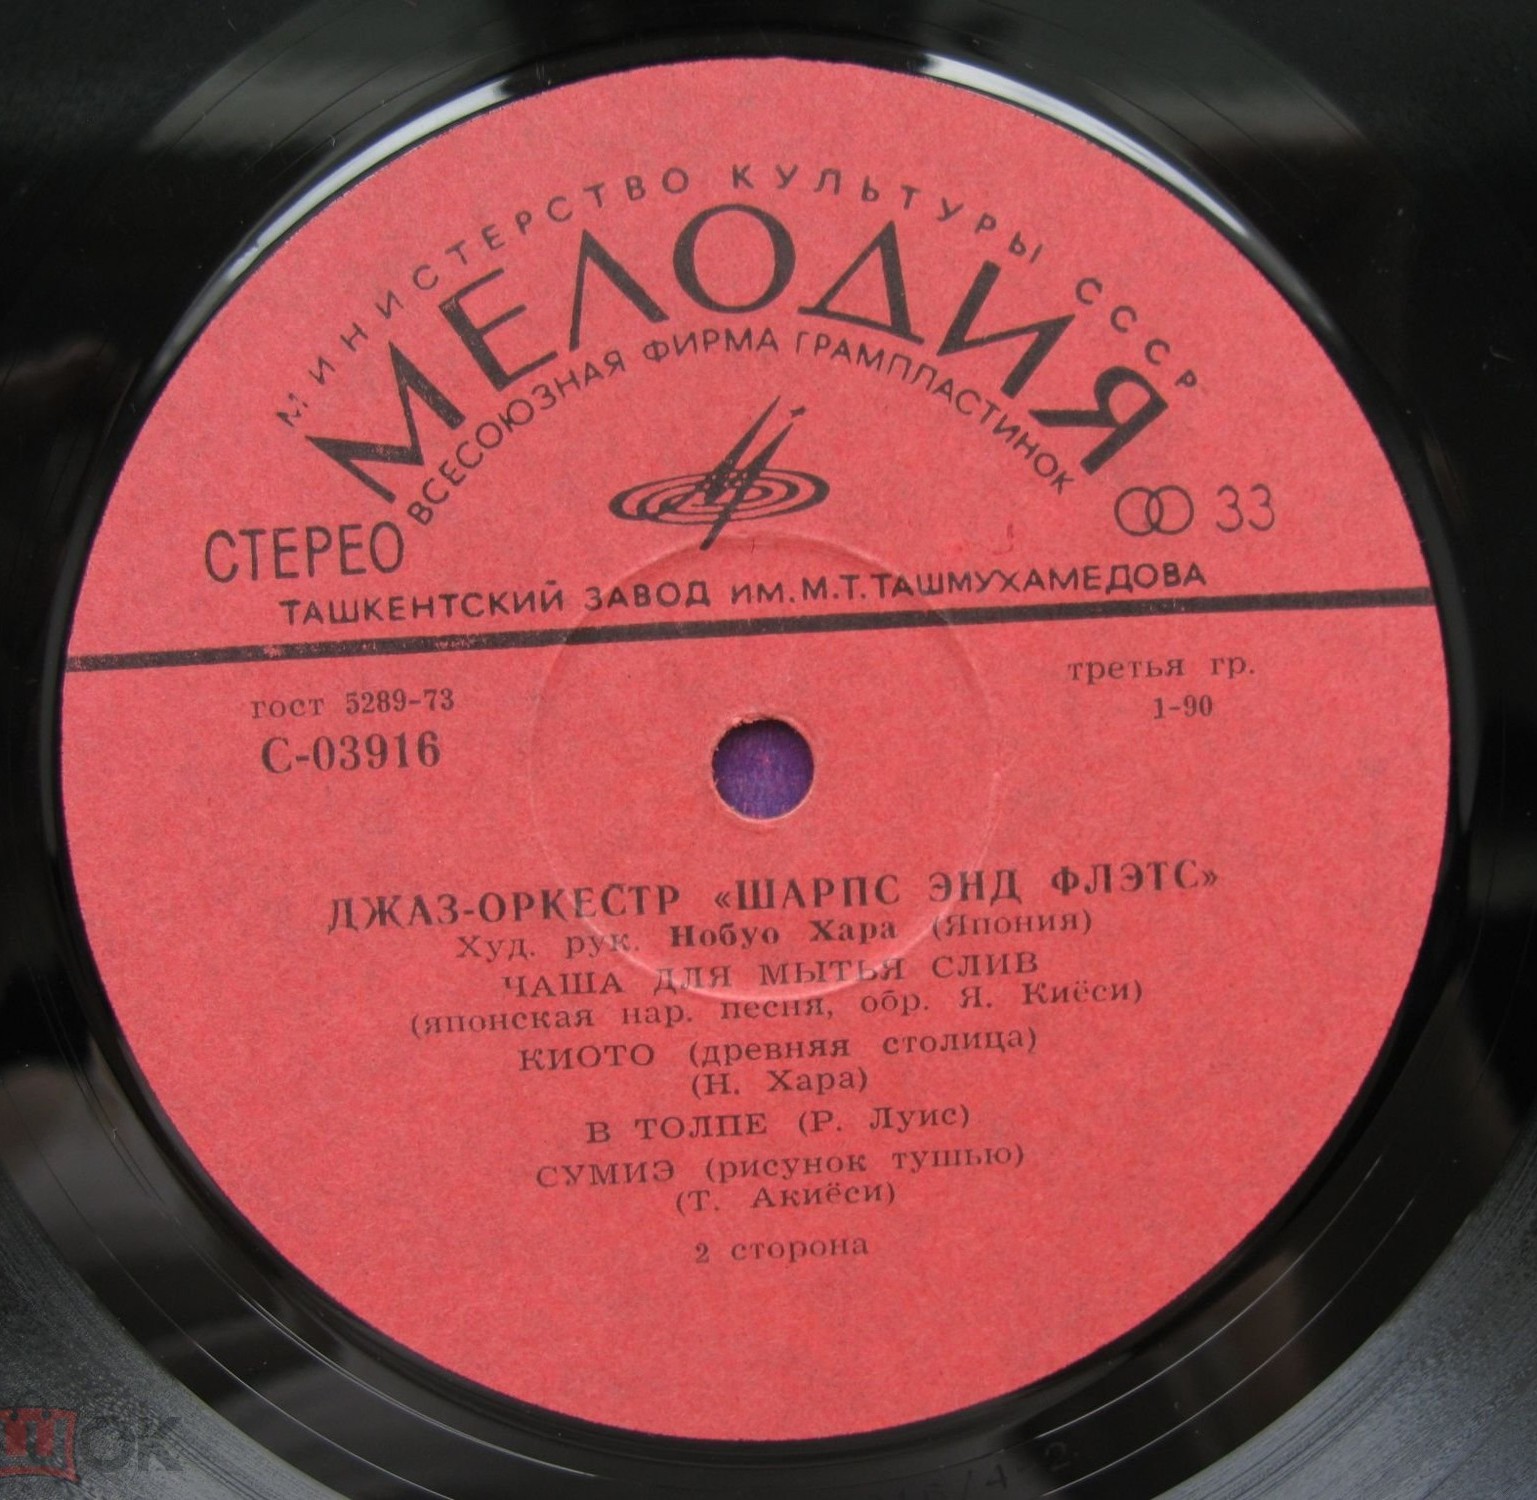 МИНИСТЕРСТВО КУЛЬТУРЫ СССР
МЕЛОДИЯ
ВСЕСОЮЗНАЯ ФИРМА ГРАМПЛАСТИНОК
СТЕРЕО
33
ТАШКЕНТСКИЙ ЗАВОД ИМ. М.Т. ТАШМУХАМЕДОВА
гост 5289-73
третья гр.
С-03916
1-90
ДЖАЗ-ОРКЕСТР «ШАРПС ЭНД ФЛЭТС»
Худ. рук. Нобуо Хара (Япония)
ЧАША ДЛЯ МЫТЬЯ СЛИВ
(японская нар. песня, обр. Я. Киёси)
КИОТО (древняя столица)
(Н. Хара)
В ТОЛПЕ (Р. Луис)
СУМИЭ (рисунок тушью)
(Т. Акиёси)
2 сторона